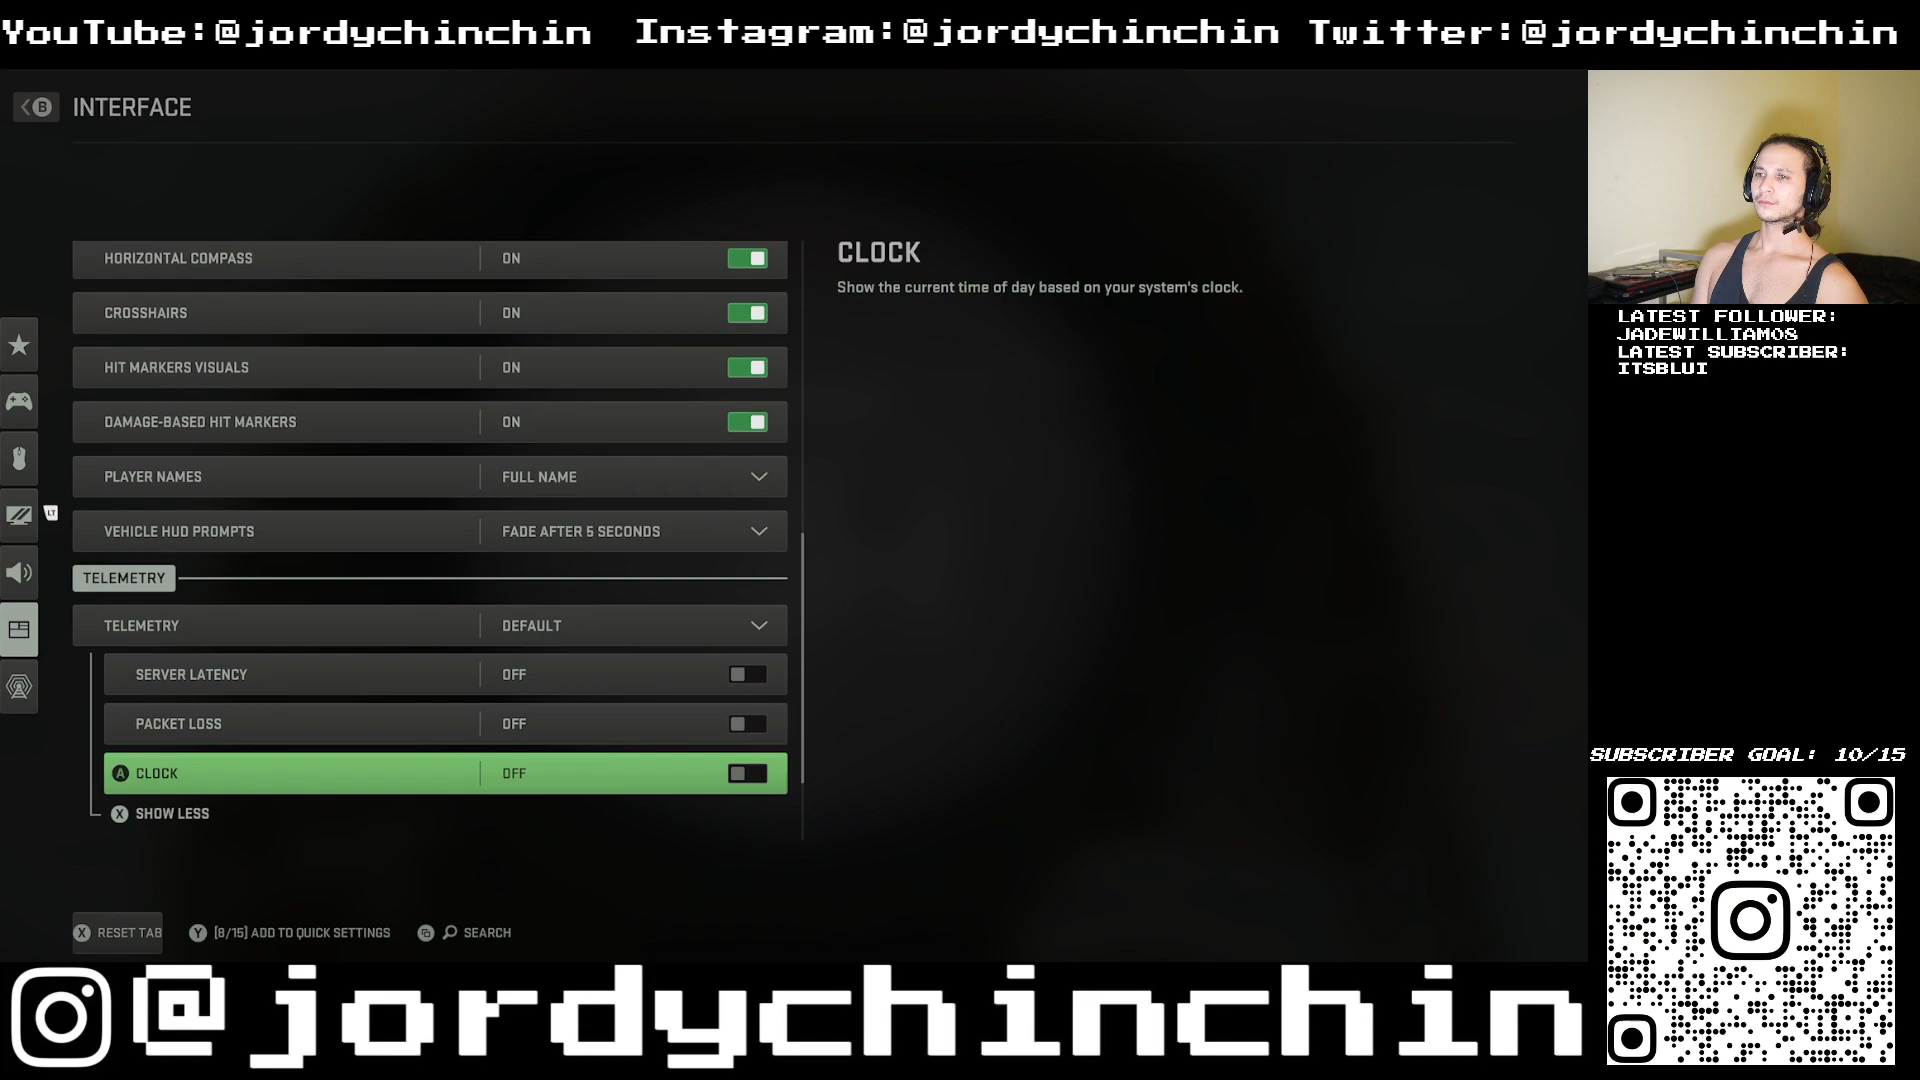 YouTube:@jordychinchin Instagram:@jordychinchin Twitter:@jordychinchin
B INTERFACE
HORIZONTAL COMPASS ON
CROSSHAIRS ON
HIT MARKERS VISUALS ON
DAMAGE-BASED HIT MARKERS ON
PLAYER NAMES FULL NAME
VEHICLE HUD PROMPTS FADE AFTER 5 SECONDS
LT
TELEMETRY
TELEMETRY DEFAULT
SERVER LATENCY OFF
PACKET LOSS OFF
A CLOCK OFF
X SHOW LESS
X RESET TAB Y [8/15] ADD TO QUICK SETTINGS SEARCH
CLOCK
Show the current time of day based on your system's clock.
LATEST FOLLOWER:
JADEWILLIAM08
LATEST SUBSCRIBER:
ITSBLUI
SUBSCRIBER GOAL: 10/15
@jordychinchin